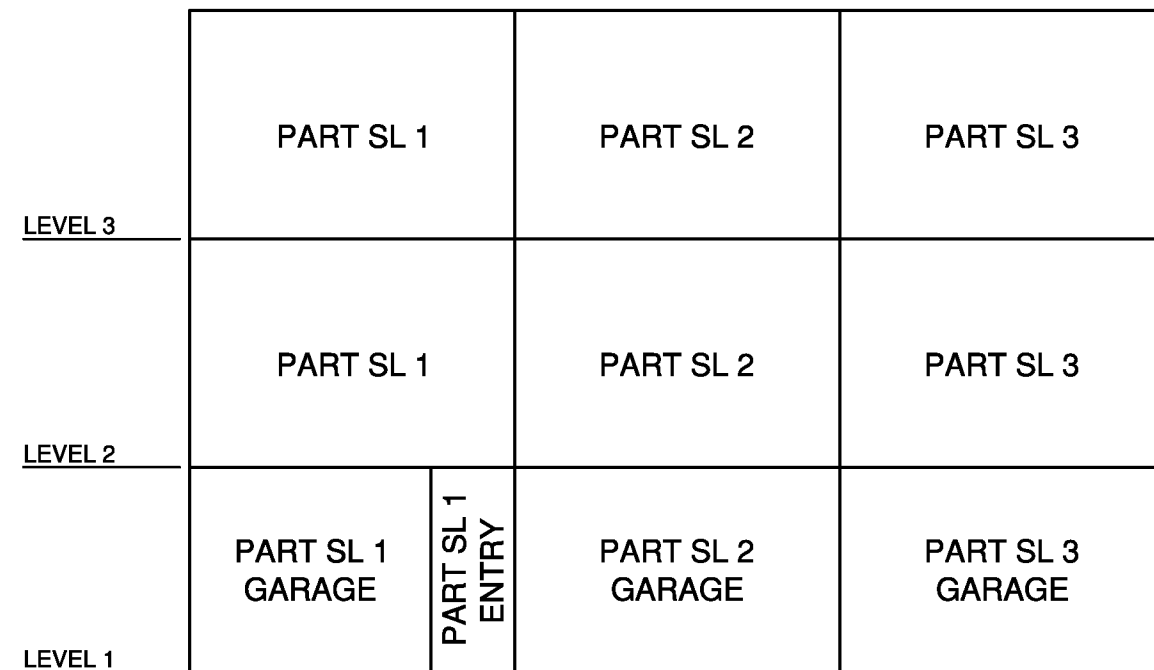 PART SL 1
PART SL 2
PART SL 3
LEVEL 3
PART SL 1
PART SL 2
PART SL 3
LEVEL 2
PART SL 1
GARAGE
PART SL 1
ENTRY
PART SL 2
GARAGE
PART SL 3
GARAGE
LEVEL 1